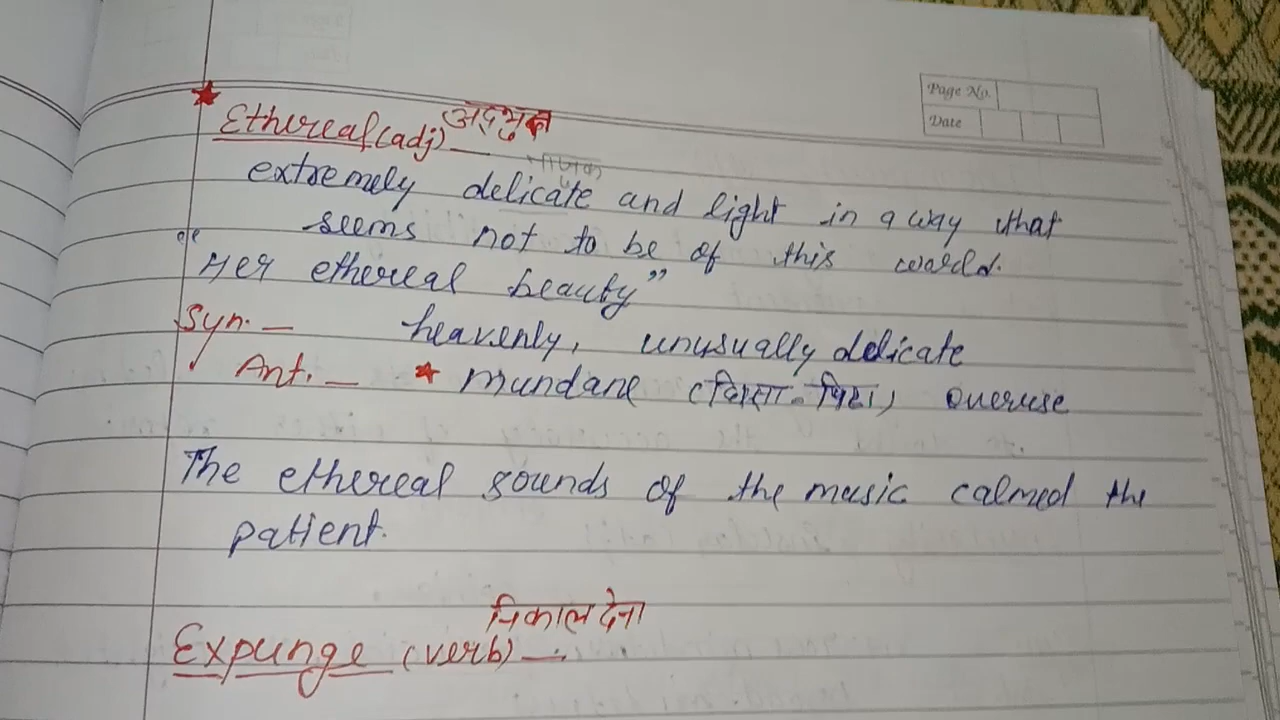 Page No.
Date
★ Ethereal (adj) — अद्भुत
नाजुक
extremely delicate and light in a way that
seems not to be of this world.
"Her ethereal beauty"
Syn. — heavenly, unusually delicate
Ant. — ★ Mundane (घिसा-पिटा) overuse
The ethereal sounds of the music calmed the
patient.
निकाल देना
Expunge (verb) —